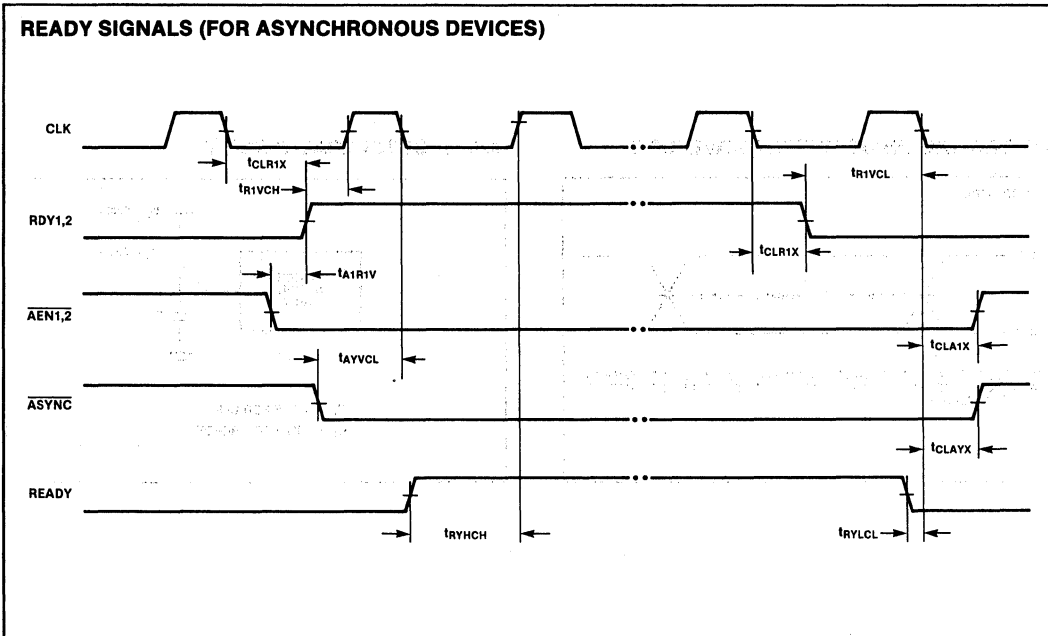 READY SIGNALS (FOR ASYNCHRONOUS DEVICES)
CLK
tCLR1X
tR1VCL
tR1VCH
RDY1,2
tCLR1X
tA1R1V
AEN1,2
tCLA1X
tAYVCL
ASYNC
tCLAYX
READY
tRYHCH
tRYLCL